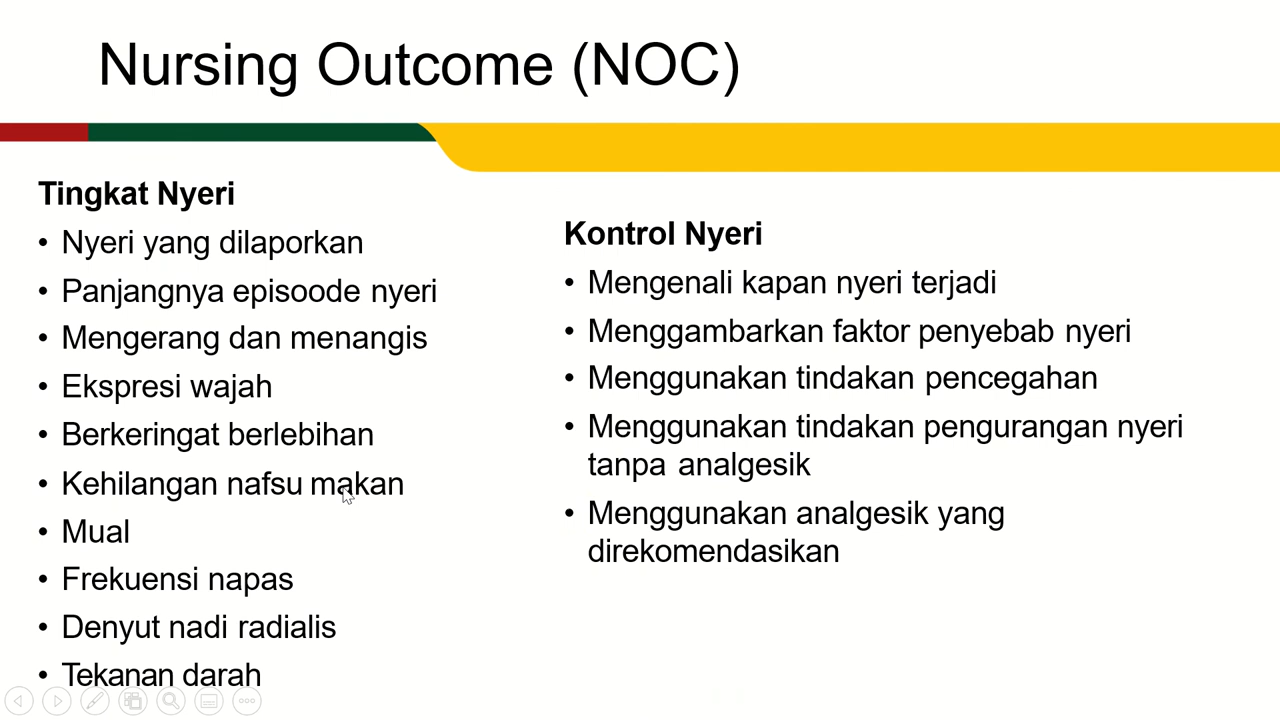 Nursing Outcome (NOC)
Tingkat Nyeri
• Nyeri yang dilaporkan
• Panjangnya episoode nyeri
• Mengerang dan menangis
• Ekspresi wajah
• Berkeringat berlebihan
• Kehilangan nafsu makan
• Mual
• Frekuensi napas
• Denyut nadi radialis
• Tekanan darah
Kontrol Nyeri
• Mengenali kapan nyeri terjadi
• Menggambarkan faktor penyebab nyeri
• Menggunakan tindakan pencegahan
• Menggunakan tindakan pengurangan nyeri
tanpa analgesik
• Menggunakan analgesik yang
direkomendasikan